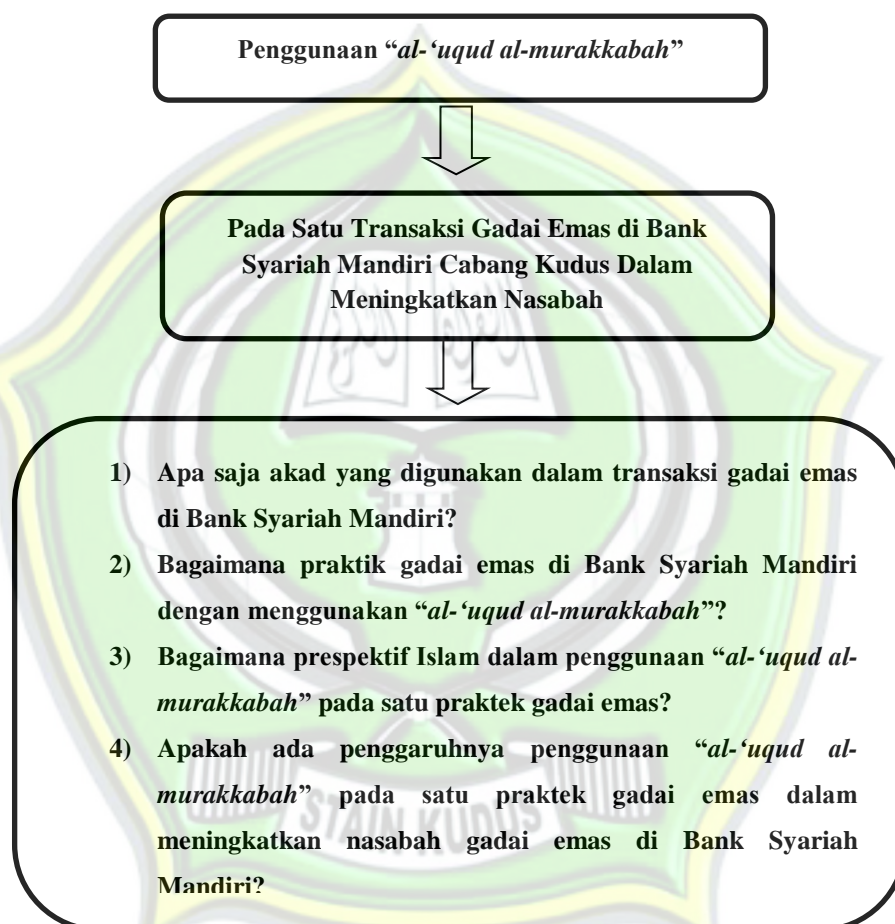 Penggunaan “al-‘uqud al-murakkabah”
Pada Satu Transaksi Gadai Emas di Bank
Syariah Mandiri Cabang Kudus Dalam
Meningkatkan Nasabah
1) Apa saja akad yang digunakan dalam transaksi gadai emas
di Bank Syariah Mandiri?
2) Bagaimana praktik gadai emas di Bank Syariah Mandiri
dengan menggunakan “al-‘uqud al-murakkabah”?
3) Bagaimana prespektif Islam dalam penggunaan “al-‘uqud al-
murakkabah” pada satu praktek gadai emas?
4) Apakah ada penggaruhnya penggunaan “al-‘uqud al-
murakkabah” pada satu praktek gadai emas dalam
meningkatkan nasabah gadai emas di Bank Syariah
Mandiri?
STAIN KUDUS